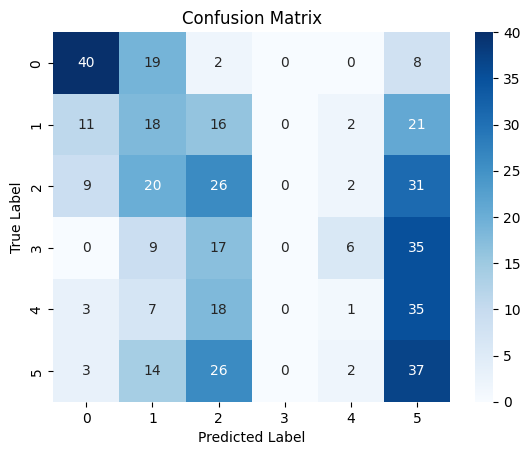 Confusion Matrix
0 40 19 2 0 0 8
1 11 18 16 0 2 21
2 9 20 26 0 2 31
3 0 9 17 0 6 35
4 3 7 18 0 1 35
5 3 14 26 0 2 37
0 1 2 3 4 5
Predicted Label
True Label
40
35
30
25
20
15
10
5
0